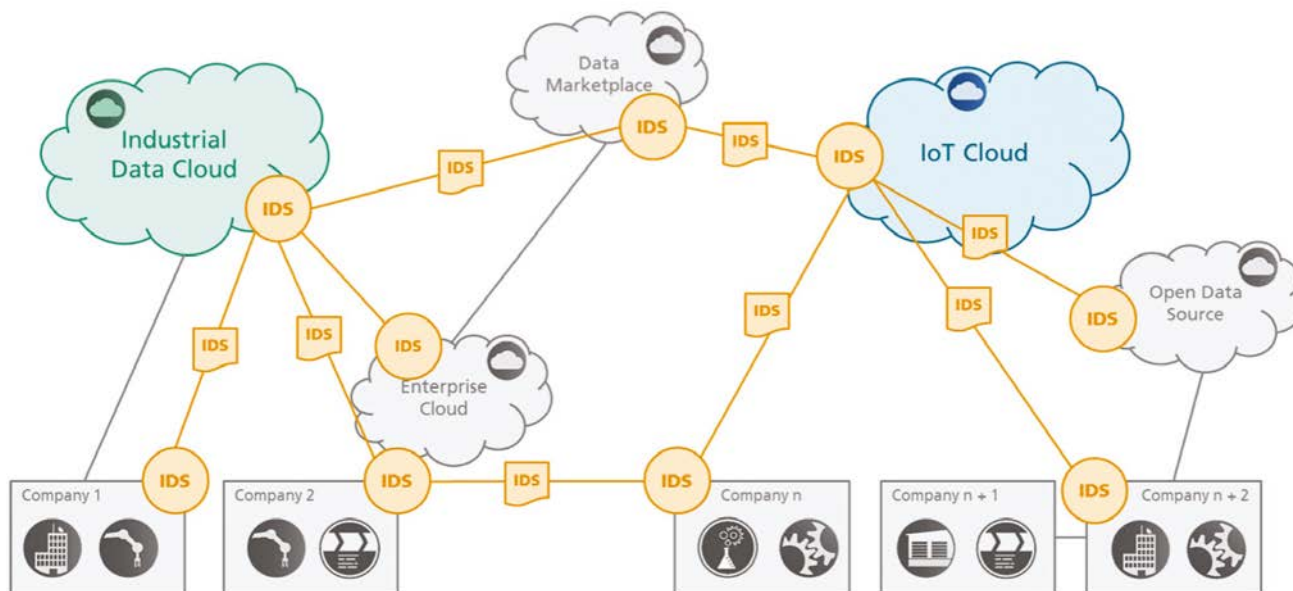 Data
Marketplace
IDS
IDS
IDS
IoT Cloud
Industrial
Data Cloud
IDS
IDS
IDS
IDS
Open Data
Source
IDS
IDS
IDS
IDS
IDS
Enterprise
Cloud
IDS
IDS
IDS
IDS
IDS
Company 1
Company 2
Company n
Company n + 1
Company n + 2